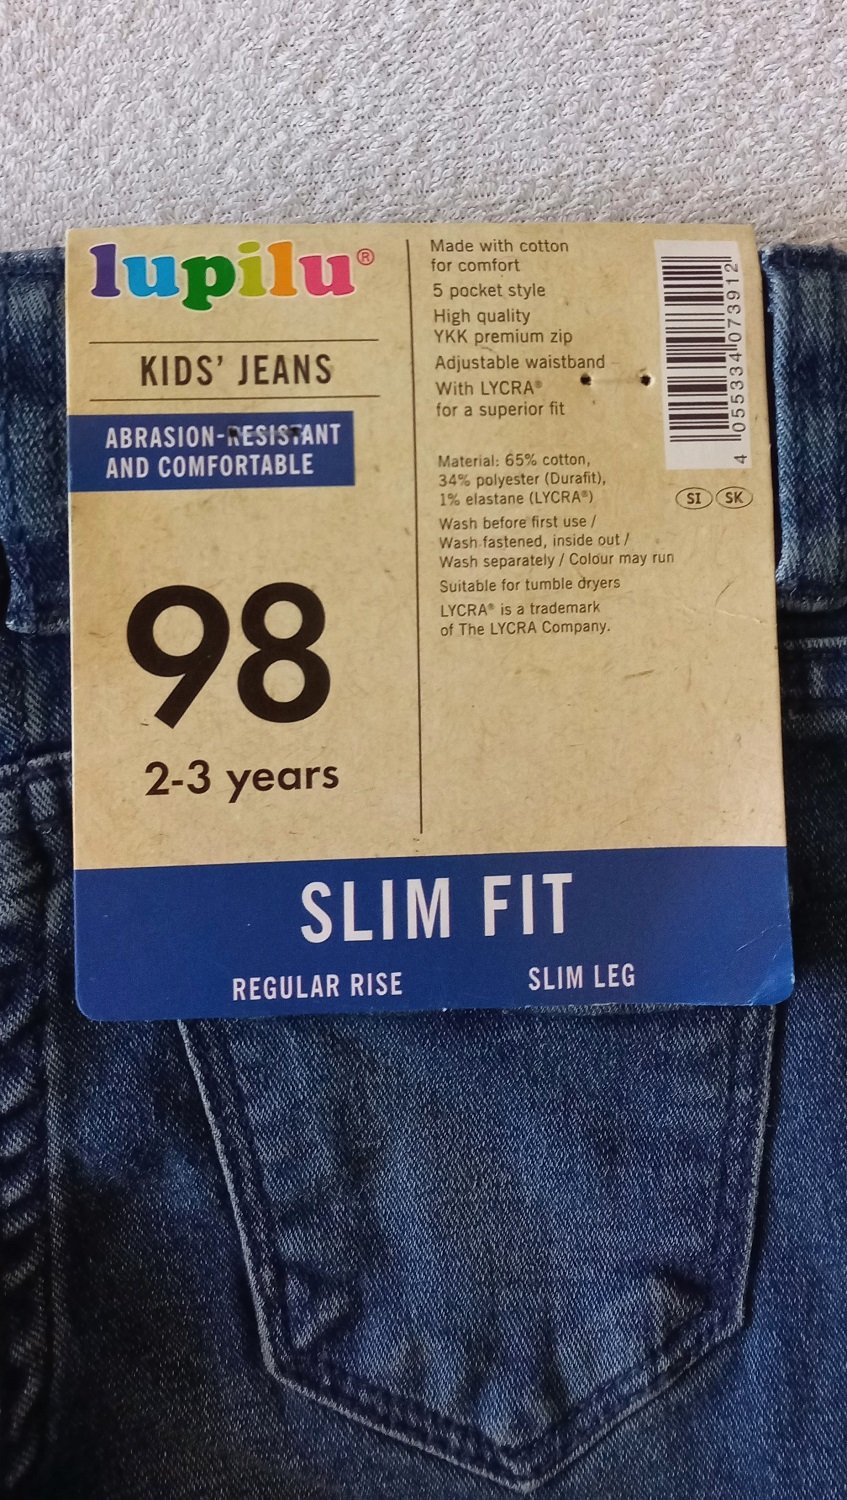 lupilu®
KIDS' JEANS
ABRASION-RESISTANT
AND COMFORTABLE
98
2-3 years
Made with cotton
for comfort
5 pocket style
High quality
YKK premium zip
Adjustable waistband
With LYCRA®
for a superior fit
Material: 65% cotton,
34% polyester (Durafit),
1% elastane (LYCRA®)
Wash before first use /
Wash fastened, inside out /
Wash separately / Colour may run
Suitable for tumble dryers
LYCRA® is a trademark
of The LYCRA Company.
4 055334 073912
SI SK
SLIM FIT
REGULAR RISE SLIM LEG